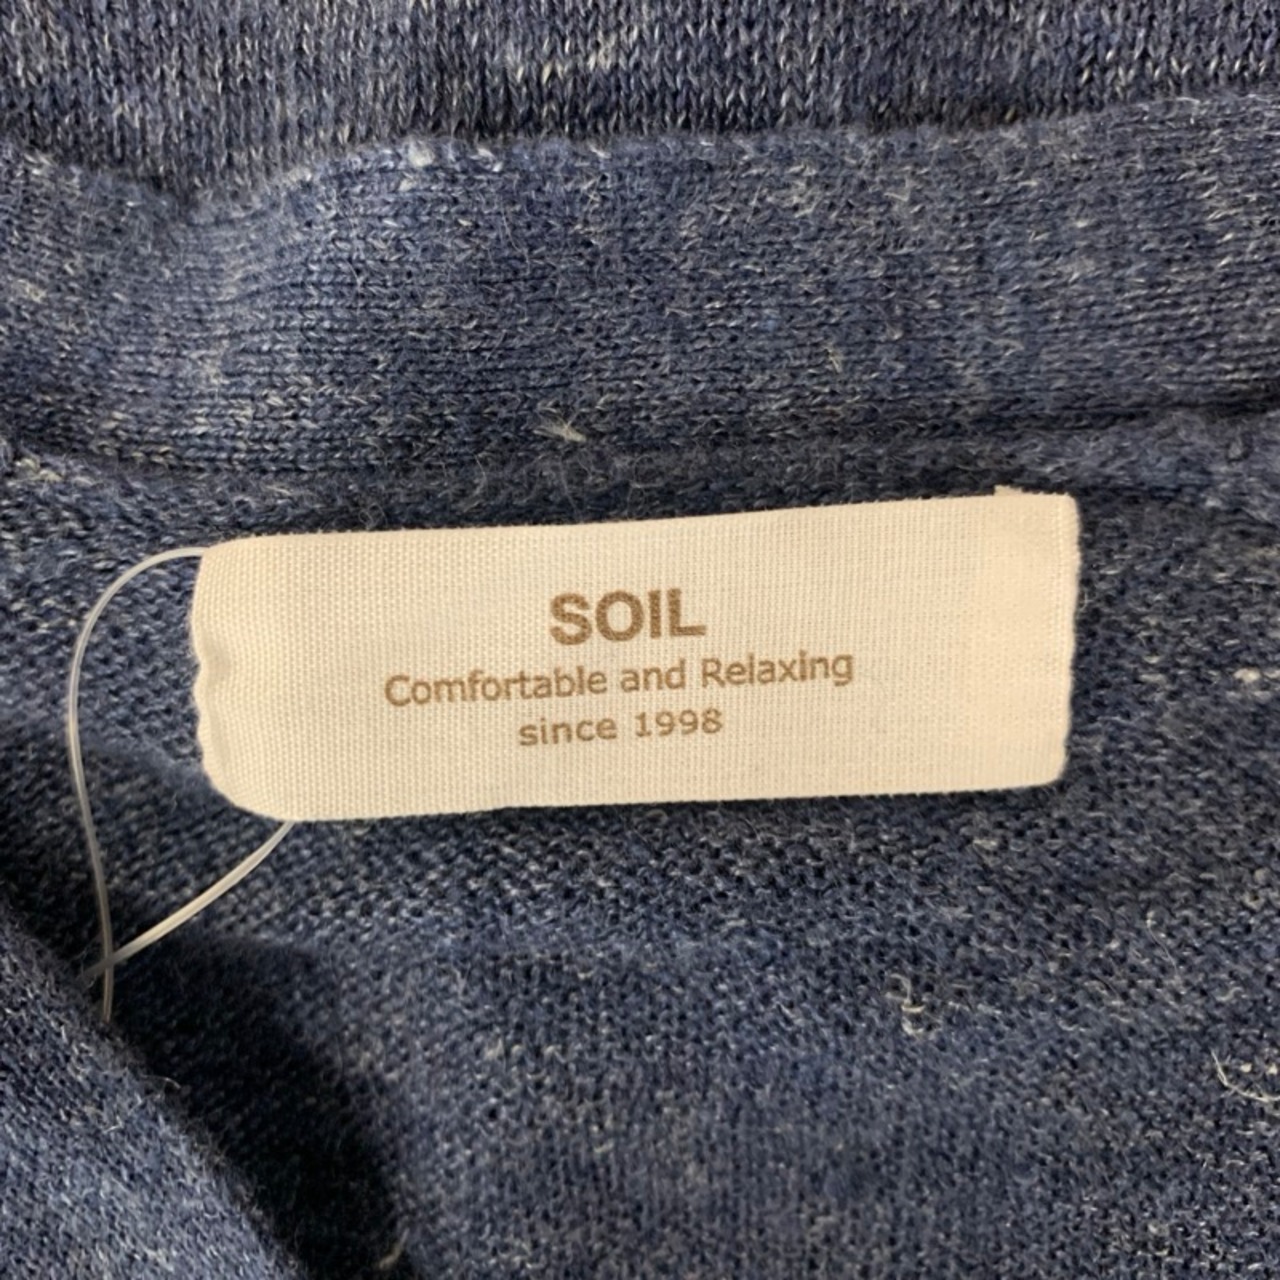 SOIL
Comfortable and Relaxing
since 1998